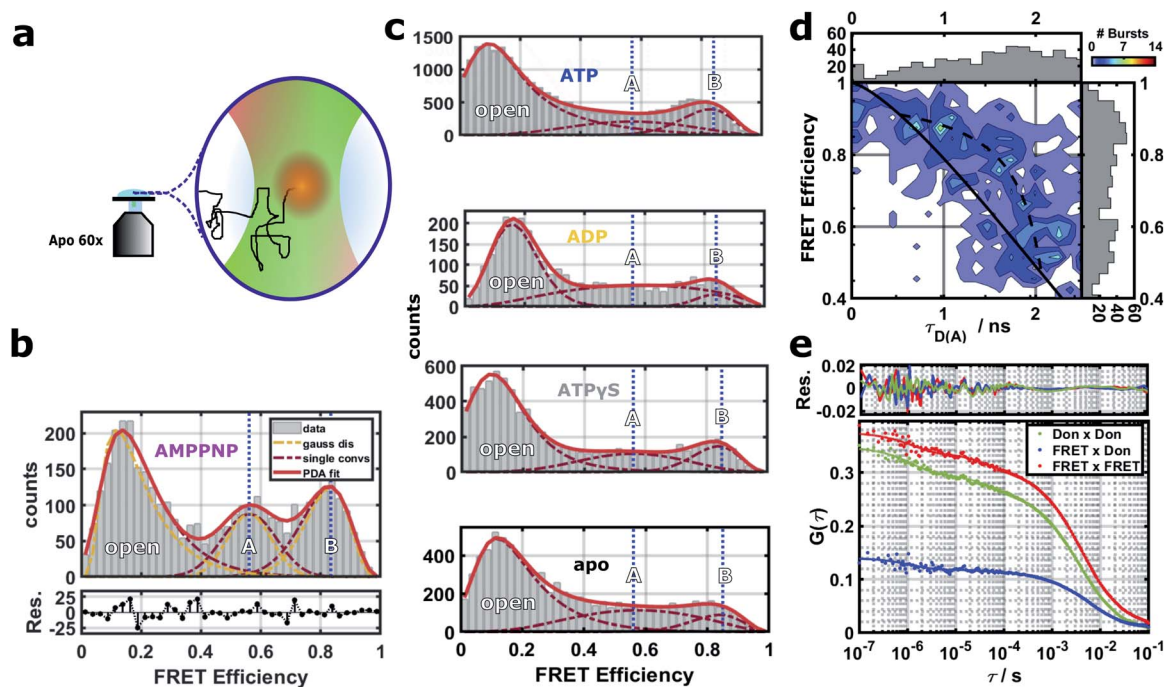 a
Apo 60x
b
AMPPNP
data
gauss dis
single convs
PDA fit
open
A
B
counts
200
150
100
50
0
Res.
25
0
-25
0
0.2
0.4
0.6
0.8
1
FRET Efficiency
c
1500
1000
500
0
ATP
open
A
B
200
150
100
50
0
ADP
open
A
B
counts
600
400
200
0
ATPγS
open
A
B
400
200
0
apo
open
A
B
0
0.2
0.4
0.6
0.8
1
FRET Efficiency
d
0
1
2
60
40
20
# Bursts
0
7
14
FRET Efficiency
0.8
0.6
0.4
0
1
2
τD(A) / ns
1
0.8
0.6
0.4
20
40
60
e
Res.
0.02
0
-0.02
Don x Don
FRET x Don
FRET x FRET
G(τ)
0.3
0.2
0.1
0
10-7
10-6
10-5
10-4
10-3
10-2
10-1
τ / s